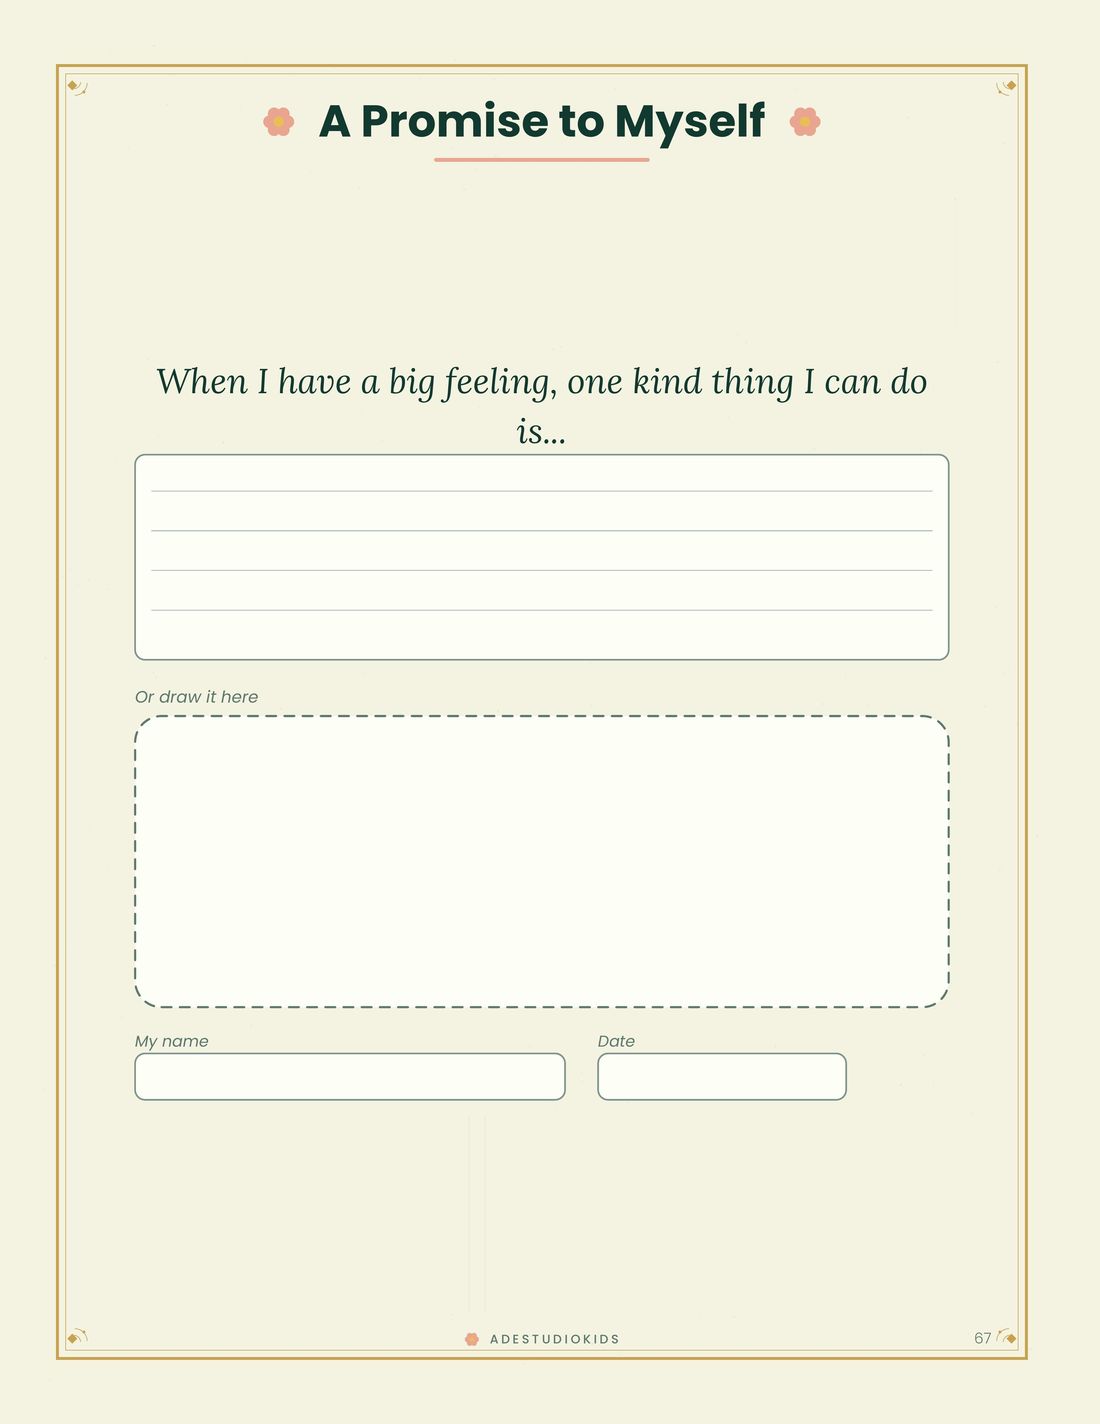 A Promise to Myself
When I have a big feeling, one kind thing I can do
is...
Or draw it here
My name
Date
ADESTUDIOKIDS
67